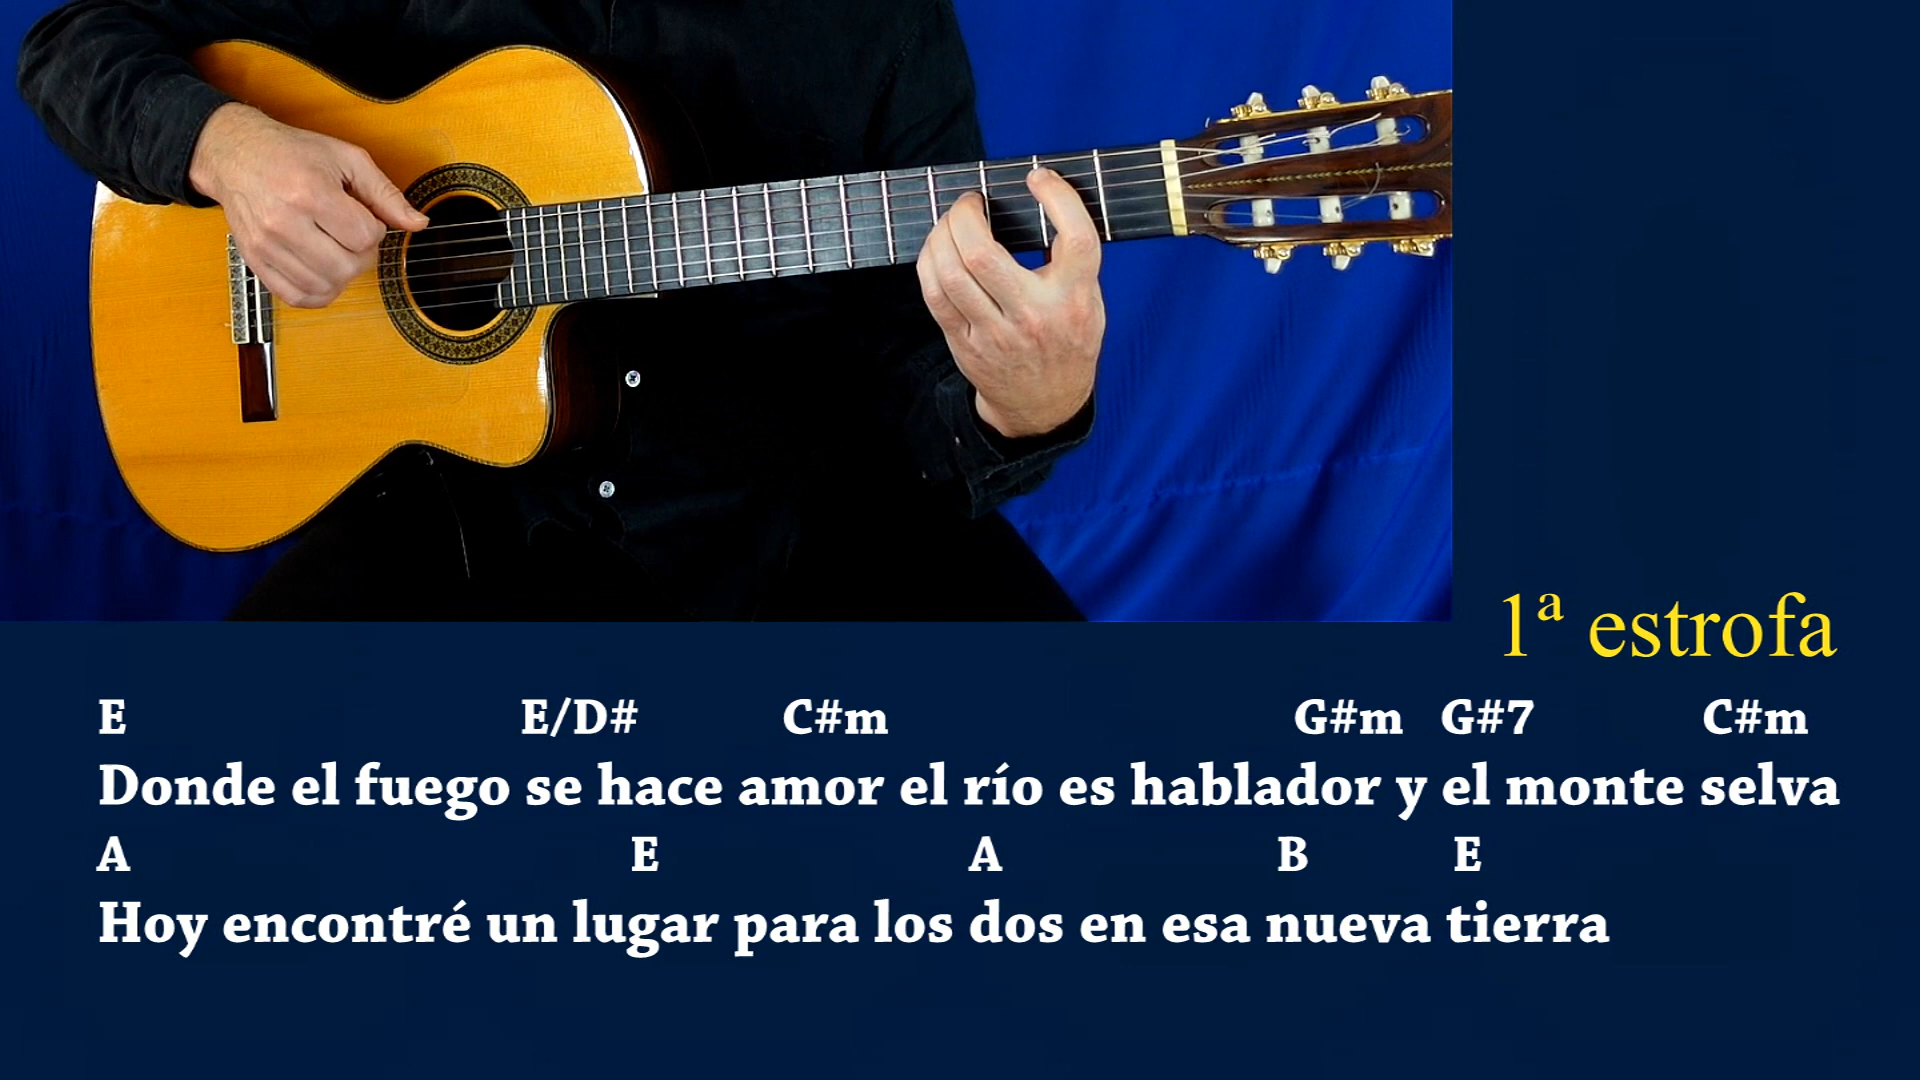 1ª estrofa
E E/D# C#m G#m G#7 C#m
Donde el fuego se hace amor el río es hablador y el monte selva
A E A B E
Hoy encontré un lugar para los dos en esa nueva tierra